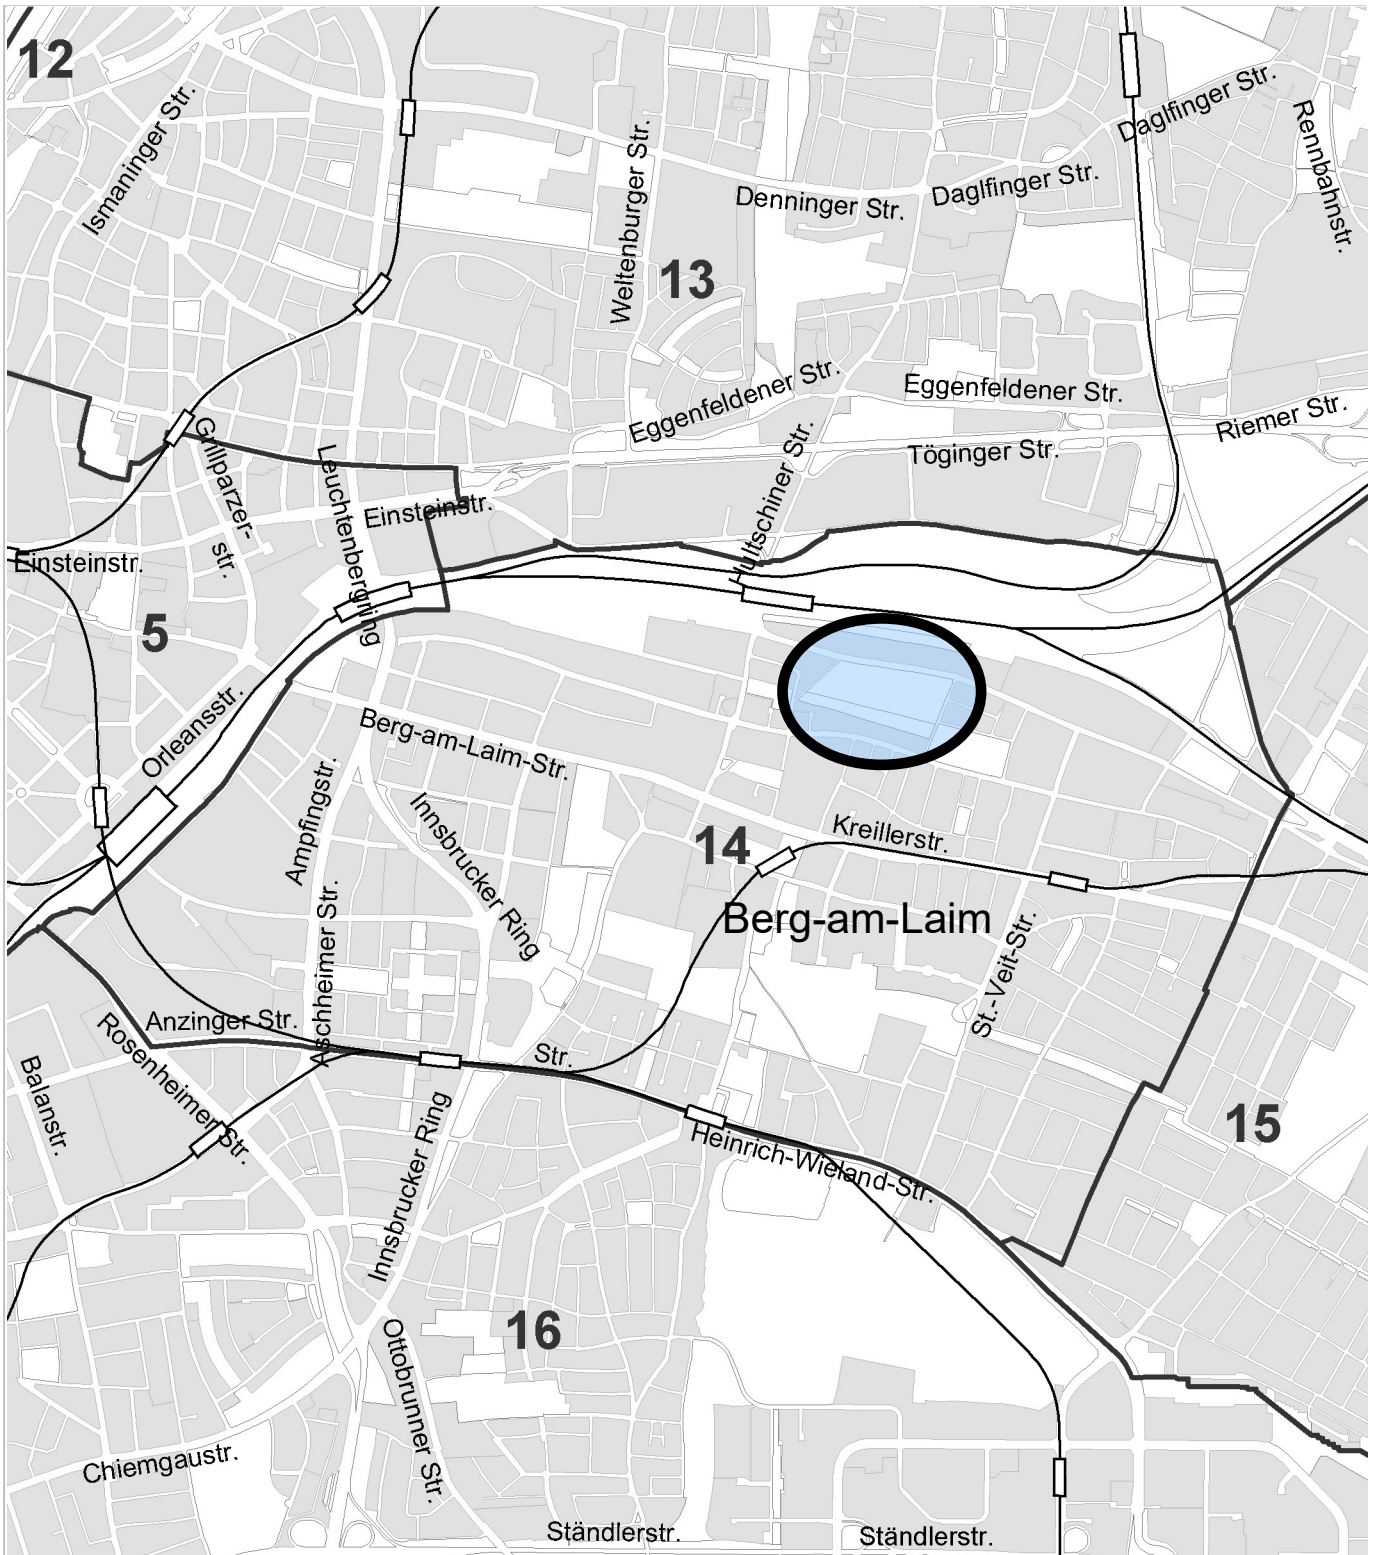 12
Ismaninger Str.
Weltenburger Str.
Denninger Str.
Daglfinger Str.
Daglfinger Str.
Rennbahnstr.
13
Eggenfeldener Str.
Eggenfeldener Str.
Riemer Str.
Töginger Str.
Grillparzer-
str.
Leuchtenbergring
Einsteinstr.
Einsteinstr.
Hultschiner Str.
5
Orleansstr.
Berg-am-Laim-Str.
Ampfingstr.
Innsbrucker Ring
14
Kreillerstr.
Berg-am-Laim
St.-Veit-Str.
Aschheimer Str.
Anzinger Str.
Str.
Rosenheimer Str.
Balanstr.
Innsbrucker Ring
Heinrich-Wieland-Str.
15
16
Ottobrunner Str.
Chiemgaustr.
Ständlerstr.
Ständlerstr.